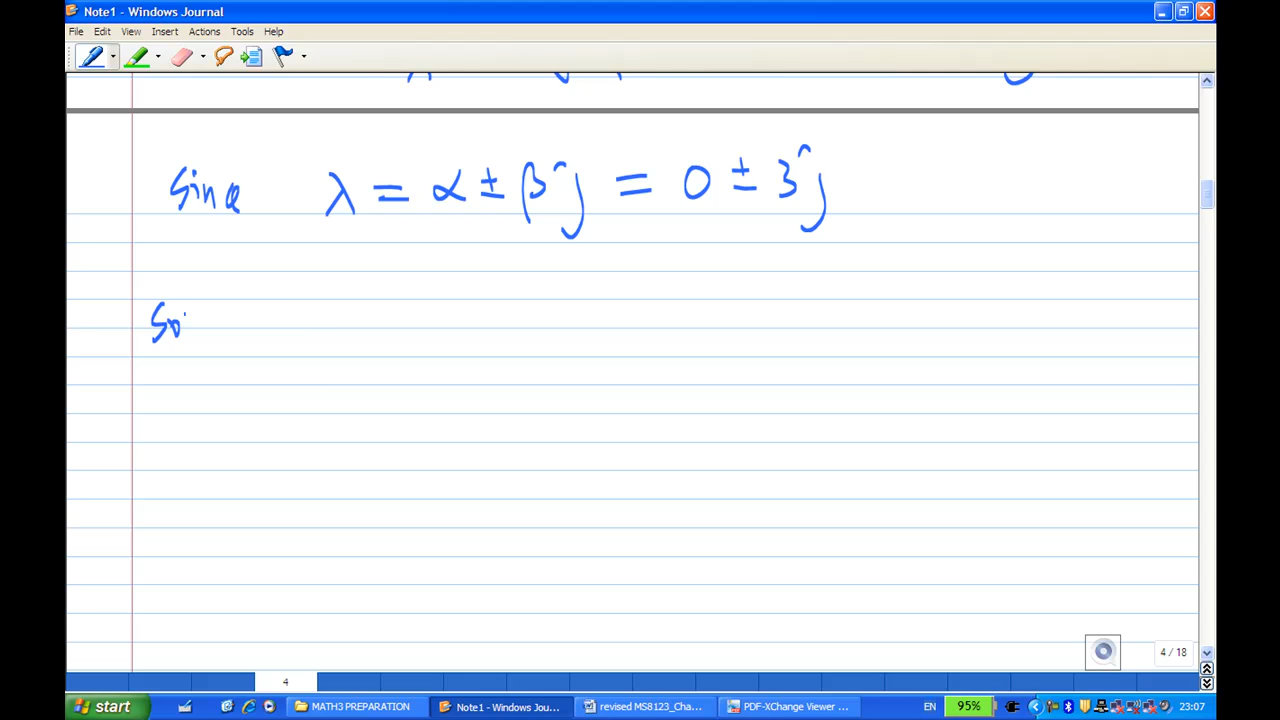 Note1 - Windows Journal
File Edit View Insert Actions Tools Help
Since λ = α ± βj = 0 ± 3j
So
4 / 18
4
start MATH3 PREPARATION Note1 - Windows Jou... revised MS8123_Cha... PDF-XChange Viewer ... EN 95% 23:07